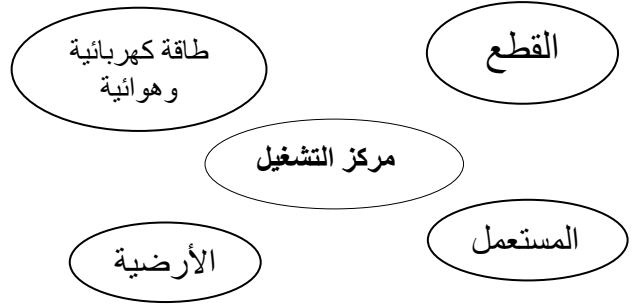 القطع
طاقة كهربائية
وهوائية
مركز التشغيل
المستعمل
الأرضية